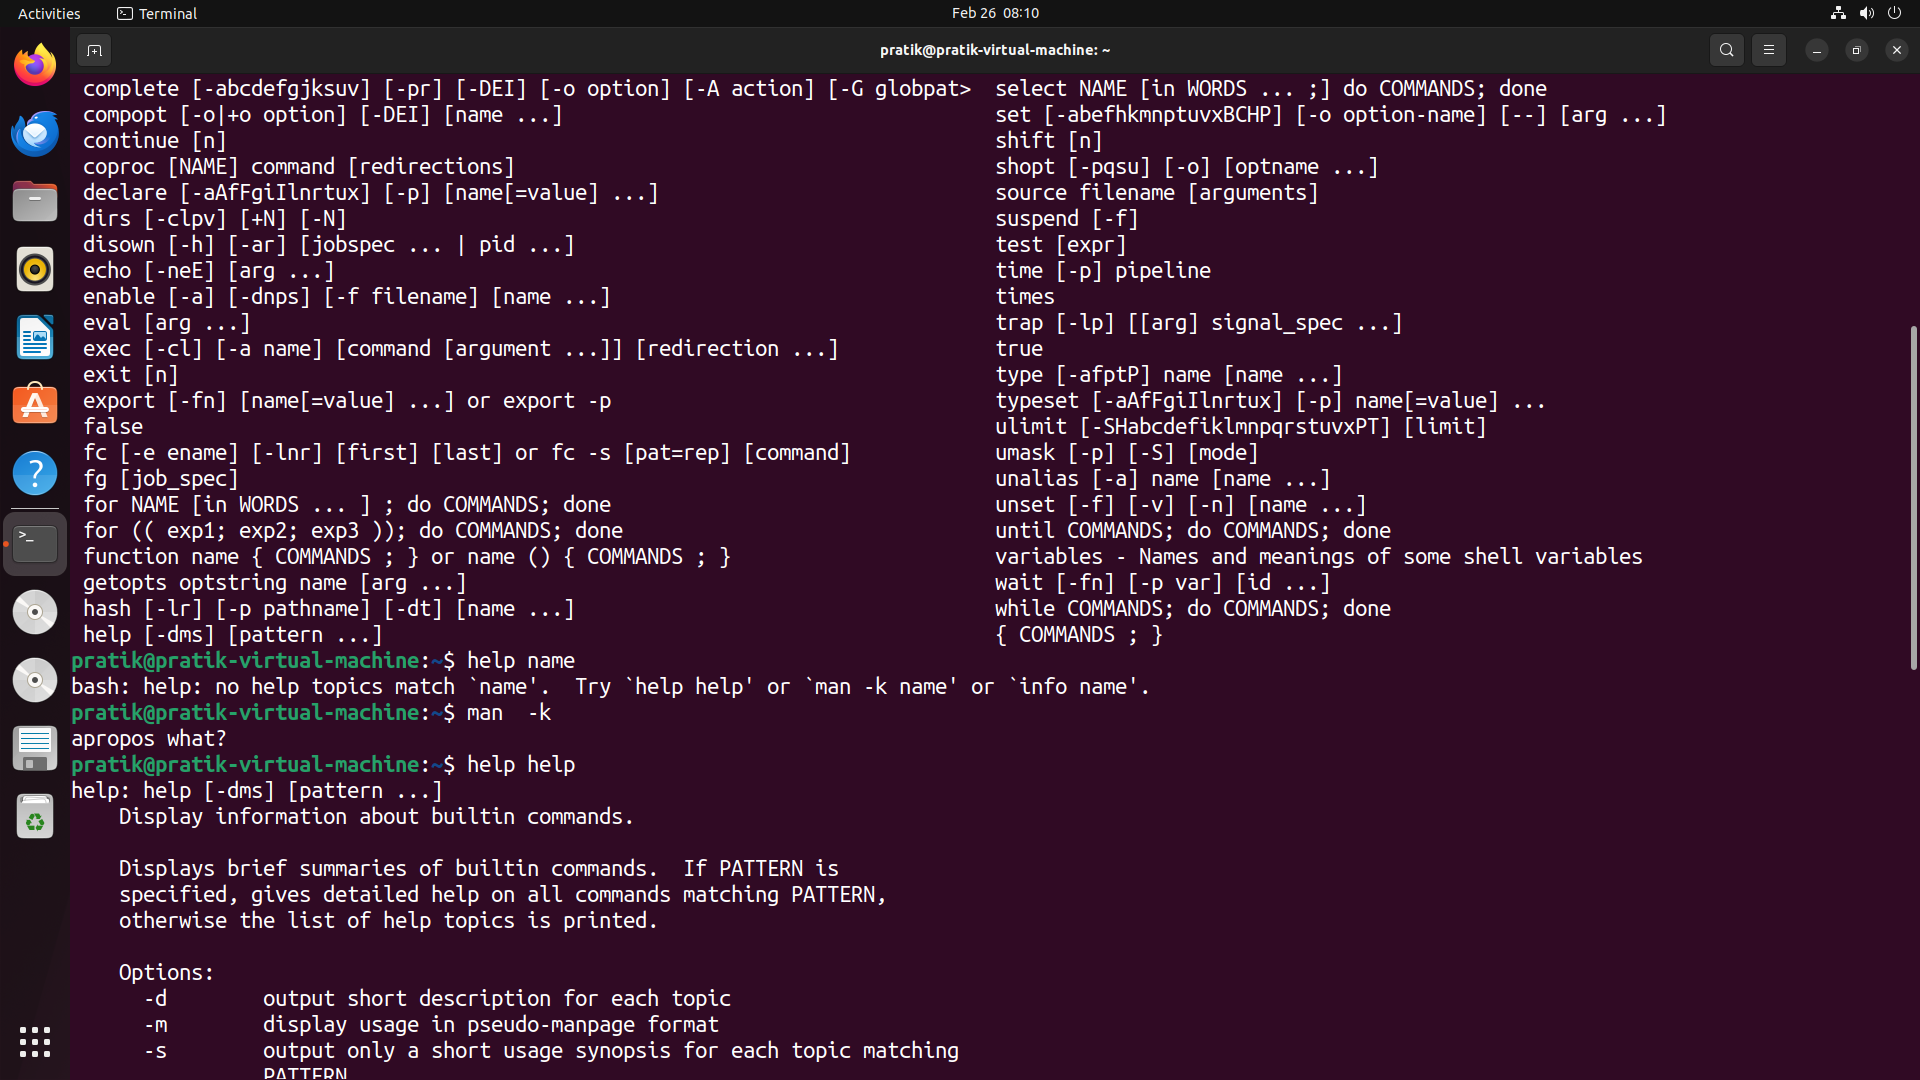 Activities Terminal Feb 26 08:10
pratik@pratik-virtual-machine: ~
complete [-abcdefgjksuv] [-pr] [-DEI] [-o option] [-A action] [-G globpat> select NAME [in WORDS ... ;] do COMMANDS; done
compopt [-o|+o option] [-DEI] [name ...] set [-abefhkmnptuvxBCHP] [-o option-name] [--] [arg ...]
continue [n] shift [n]
coproc [NAME] command [redirections] shopt [-pqsu] [-o] [optname ...]
declare [-aAfFgiIlnrtux] [-p] [name[=value] ...] source filename [arguments]
dirs [-clpv] [+N] [-N] suspend [-f]
disown [-h] [-ar] [jobspec ... | pid ...] test [expr]
echo [-neE] [arg ...] time [-p] pipeline
enable [-a] [-dnps] [-f filename] [name ...] times
eval [arg ...] trap [-lp] [[arg] signal_spec ...]
exec [-cl] [-a name] [command [argument ...]] [redirection ...] true
exit [n] type [-afptP] name [name ...]
export [-fn] [name[=value] ...] or export -p typeset [-aAfFgiIlnrtux] [-p] name[=value] ...
false ulimit [-SHabcdefiklmnpqrstuvxPT] [limit]
fc [-e ename] [-lnr] [first] [last] or fc -s [pat=rep] [command] umask [-p] [-S] [mode]
fg [job_spec] unalias [-a] name [name ...]
for NAME [in WORDS ... ] ; do COMMANDS; done unset [-f] [-v] [-n] [name ...]
for (( exp1; exp2; exp3 )); do COMMANDS; done until COMMANDS; do COMMANDS; done
function name { COMMANDS ; } or name () { COMMANDS ; } variables - Names and meanings of some shell variables
getopts optstring name [arg ...] wait [-fn] [-p var] [id ...]
hash [-lr] [-p pathname] [-dt] [name ...] while COMMANDS; do COMMANDS; done
help [-dms] [pattern ...] { COMMANDS ; }
pratik@pratik-virtual-machine:~$ help name
bash: help: no help topics match `name'.  Try `help help' or `man -k name' or `info name'.
pratik@pratik-virtual-machine:~$ man  -k
apropos what?
pratik@pratik-virtual-machine:~$ help help
help: help [-dms] [pattern ...]
Display information about builtin commands.
Displays brief summaries of builtin commands.  If PATTERN is
specified, gives detailed help on all commands matching PATTERN,
otherwise the list of help topics is printed.
Options:
-d output short description for each topic
-m display usage in pseudo-manpage format
-s output only a short usage synopsis for each topic matching
PATTERN